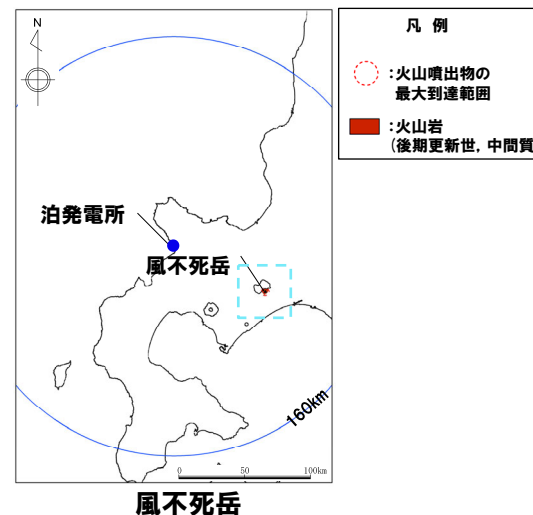 N
凡 例
:火山噴出物の
最大到達範囲
:火山岩
(後期更新世, 中間質
泊発電所
風不死岳
160km
0 50 100km
風不死岳